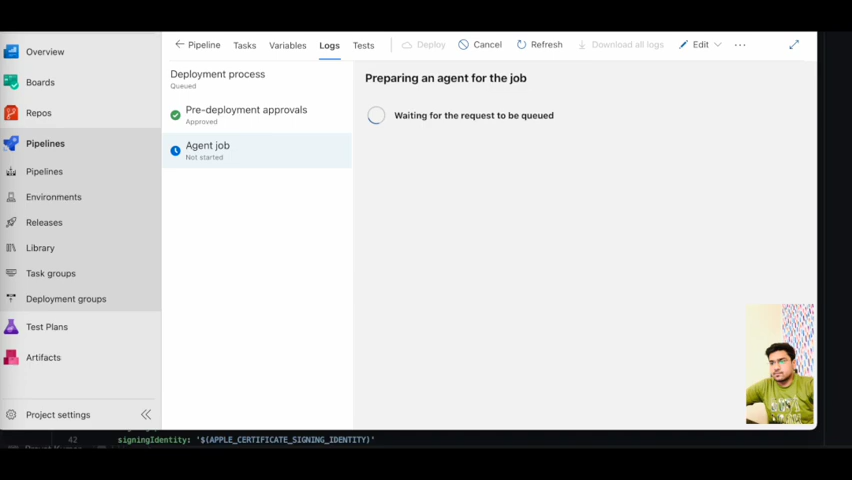 Overview
Boards
Repos
Pipelines
Pipelines
Environments
Releases
Library
Task groups
Deployment groups
Test Plans
Artifacts
Project settings
Pipeline Tasks Variables Logs Tests Deploy Cancel Refresh Download all logs Edit
Deployment process
Queued
Pre-deployment approvals
Approved
Agent job
Not started
Preparing an agent for the job
Waiting for the request to be queued
42 signingIdentity: '$(APPLE_CERTIFICATE_SIGNING_IDENTITY)'